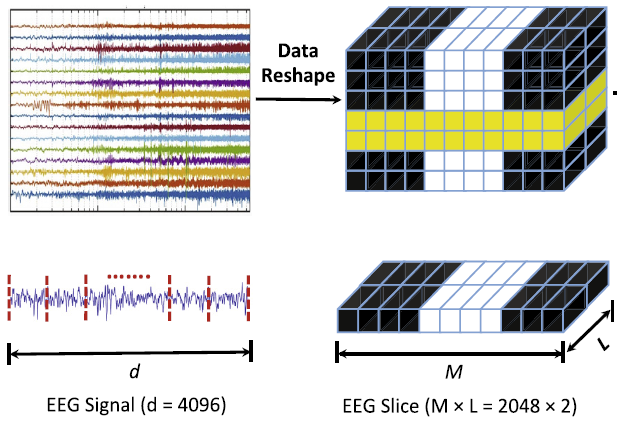 Data
Reshape
d
M
L
EEG Signal (d = 4096)
EEG Slice (M × L = 2048 × 2)